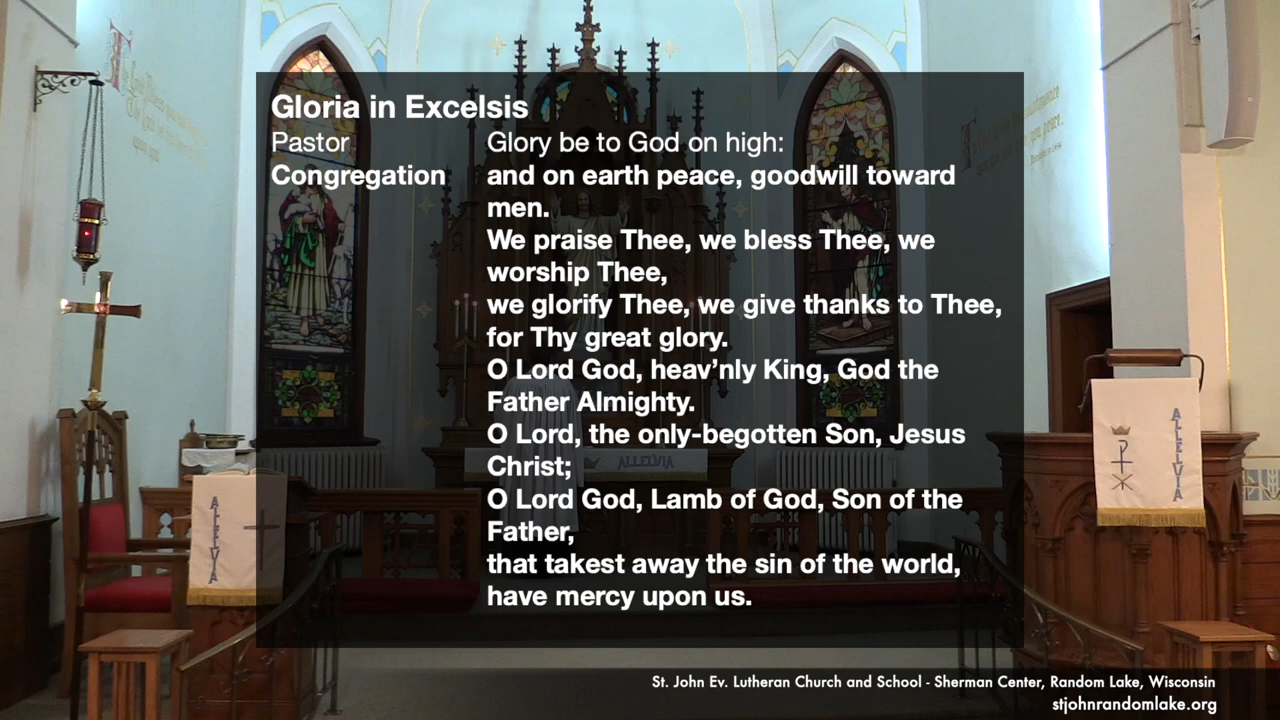 Gloria in Excelsis
Pastor Glory be to God on high:
Congregation and on earth peace, goodwill toward
men.
We praise Thee, we bless Thee, we
worship Thee,
we glorify Thee, we give thanks to Thee,
for Thy great glory.
O Lord God, heav’nly King, God the
Father Almighty.
O Lord, the only-begotten Son, Jesus
Christ;
O Lord God, Lamb of God, Son of the
Father,
that takest away the sin of the world,
have mercy upon us.
ALLELVIA
ALLELVIA
ALLELVIA
St. John Ev. Lutheran Church and School - Sherman Center, Random Lake, Wisconsin
stjohnrandomlake.org